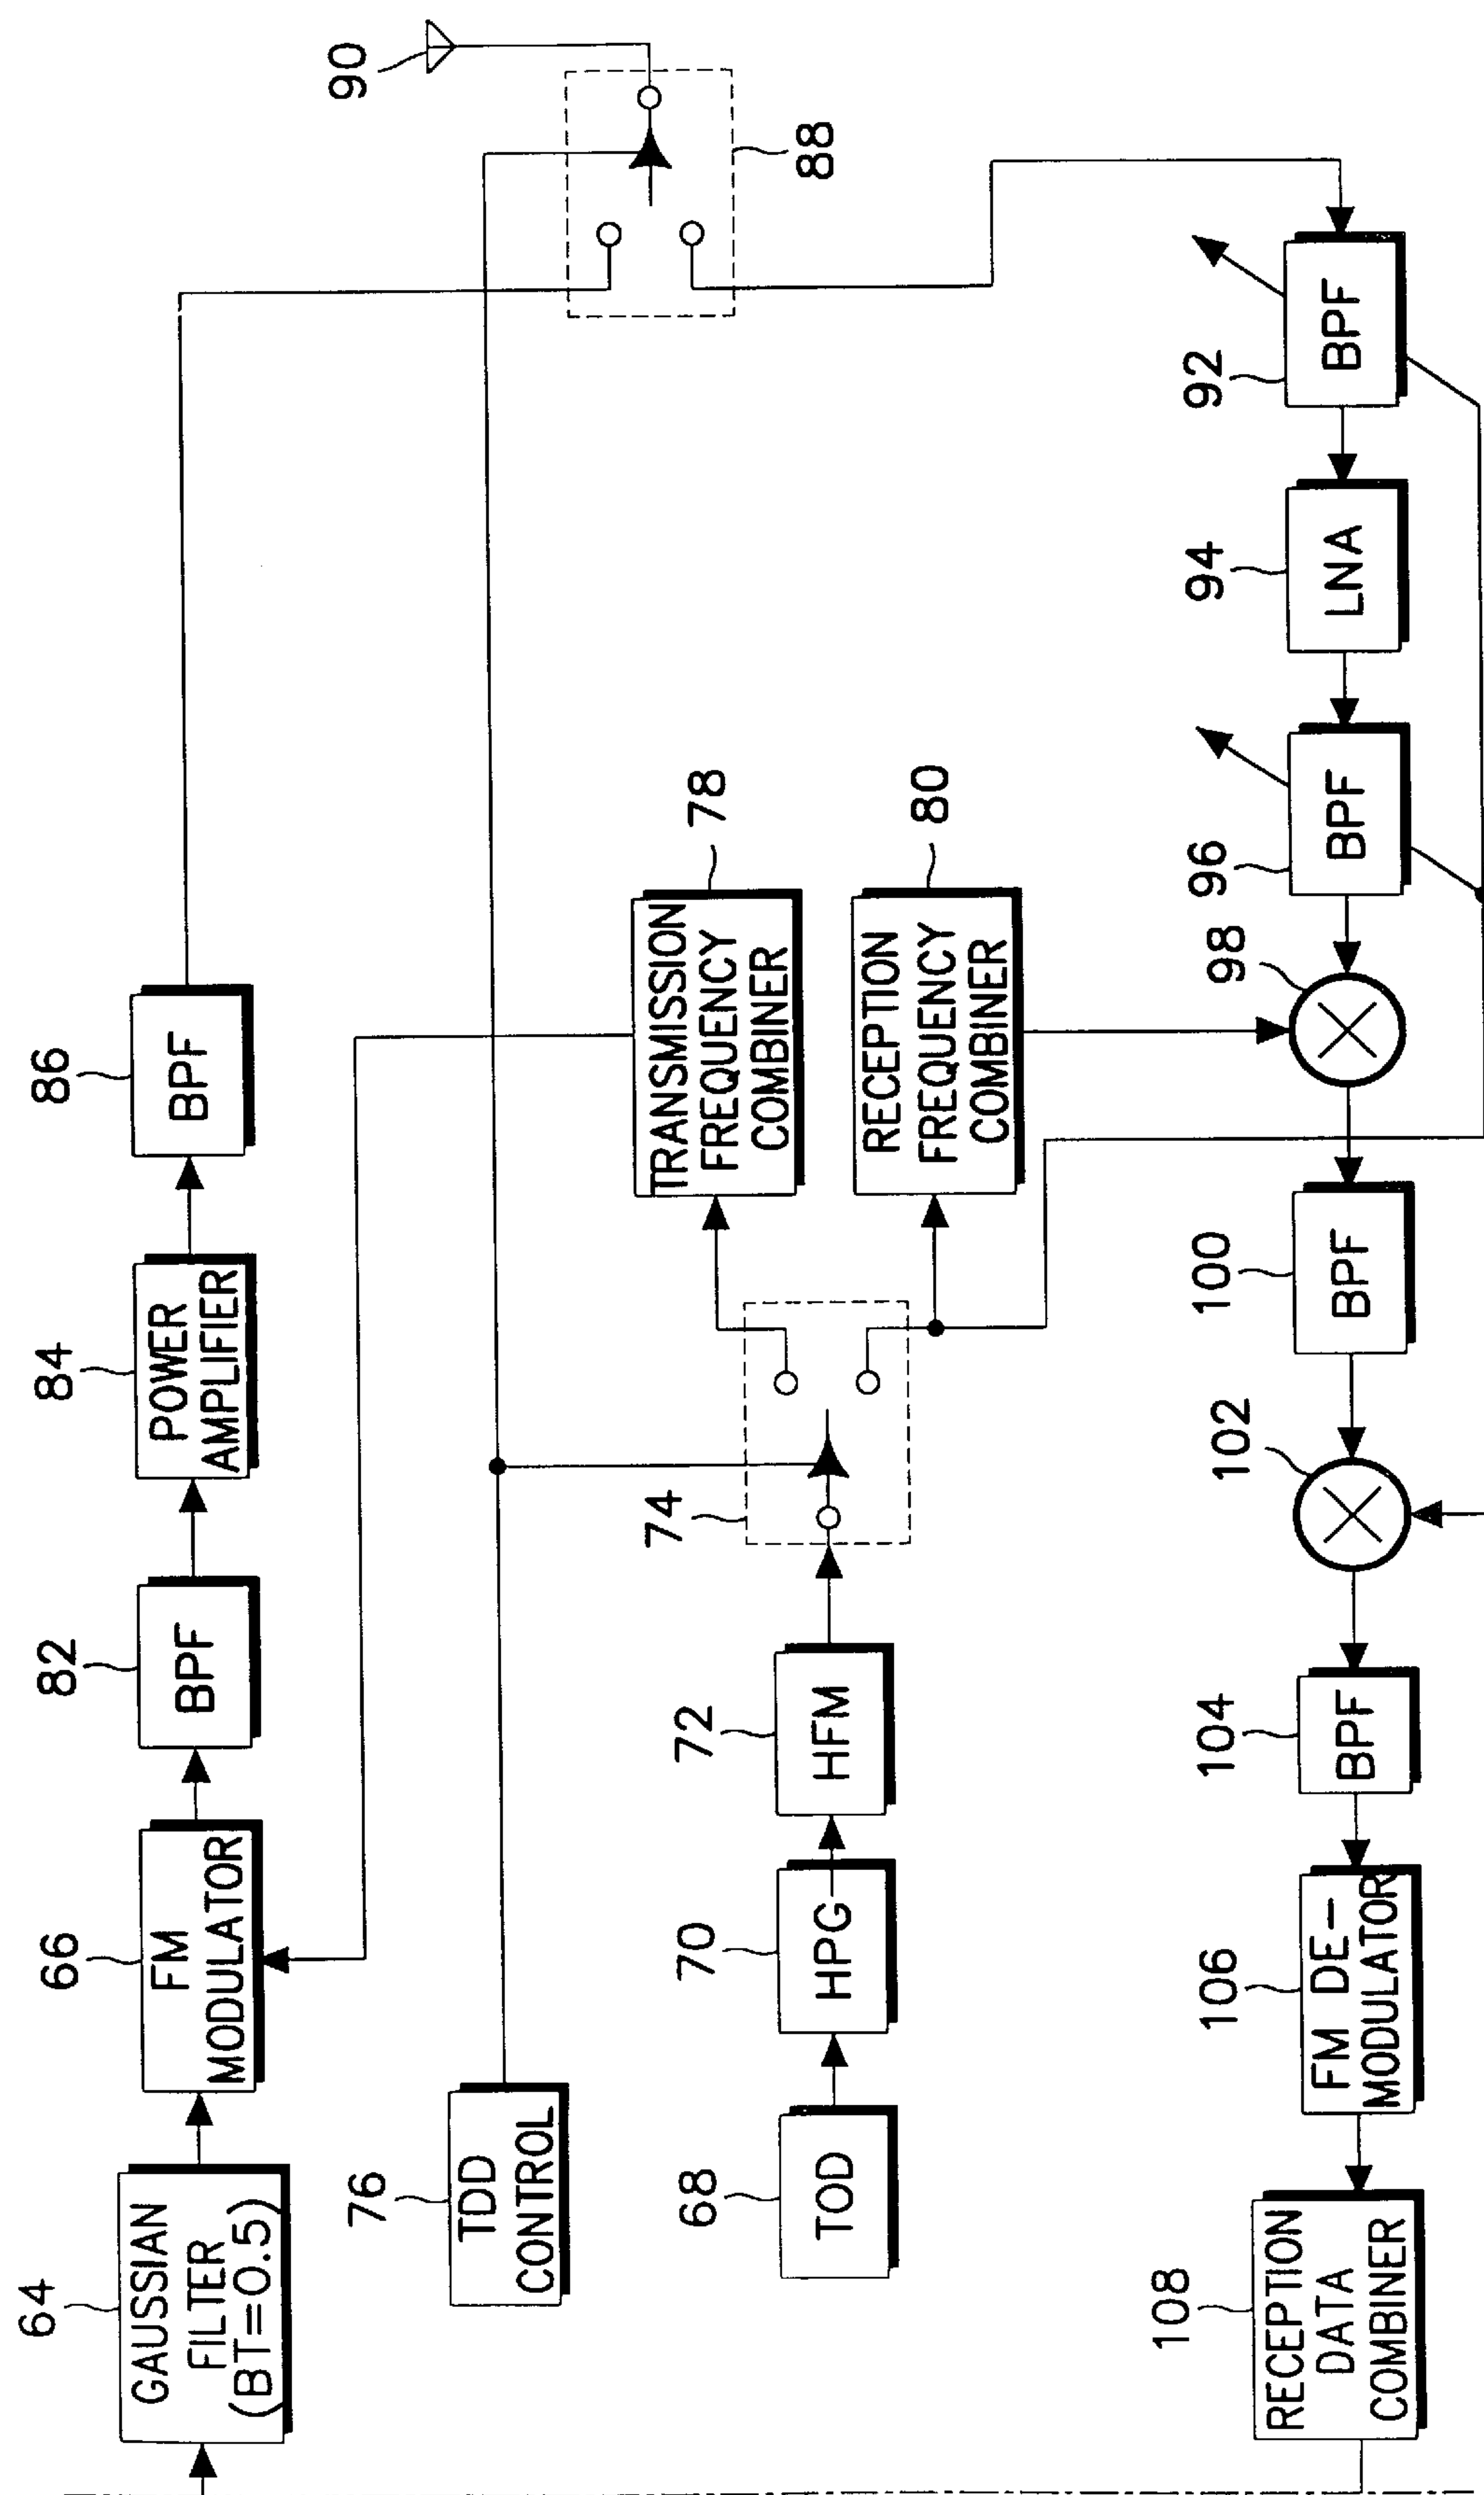 64
GAUSSIAN
FILTER
(BT=0.5)
66
FM
MODULATOR
82
BPF
84
POWER
AMPLIFIER
86
BPF
90
88
76
TDD
CONTROL
68
TOD
70
HPG
72
HFM
74
TRANSMISSION
FREQUENCY
COMBINER
78
RECEPTION
FREQUENCY
COMBINER
80
108
RECEPTION
DATA
COMBINER
106
FM DE-
MODULATOR
104
BPF
102
100
BPF
98
96
BPF
94
LNA
92
BPF